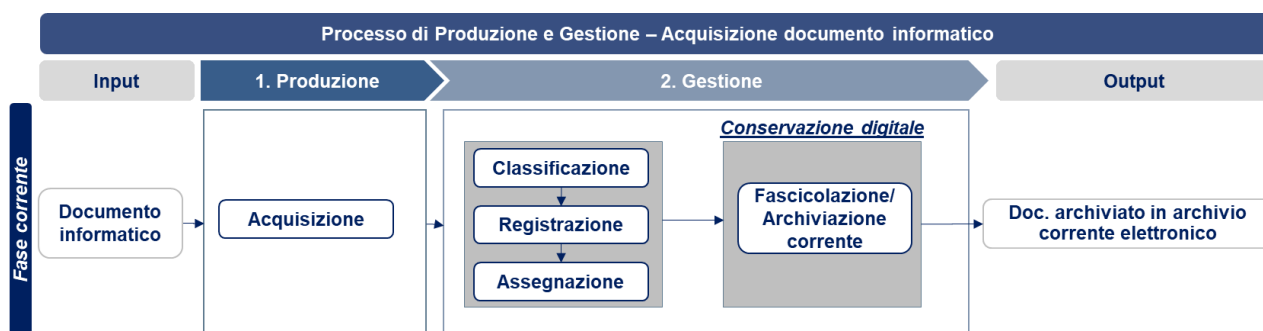 Processo di Produzione e Gestione – Acquisizione documento informatico
Input
1. Produzione
2. Gestione
Output
Fase corrente
Documento
informatico
Acquisizione
Classificazione
Registrazione
Assegnazione
Conservazione digitale
Fascicolazione/
Archiviazione
corrente
Doc. archiviato in archivio
corrente elettronico